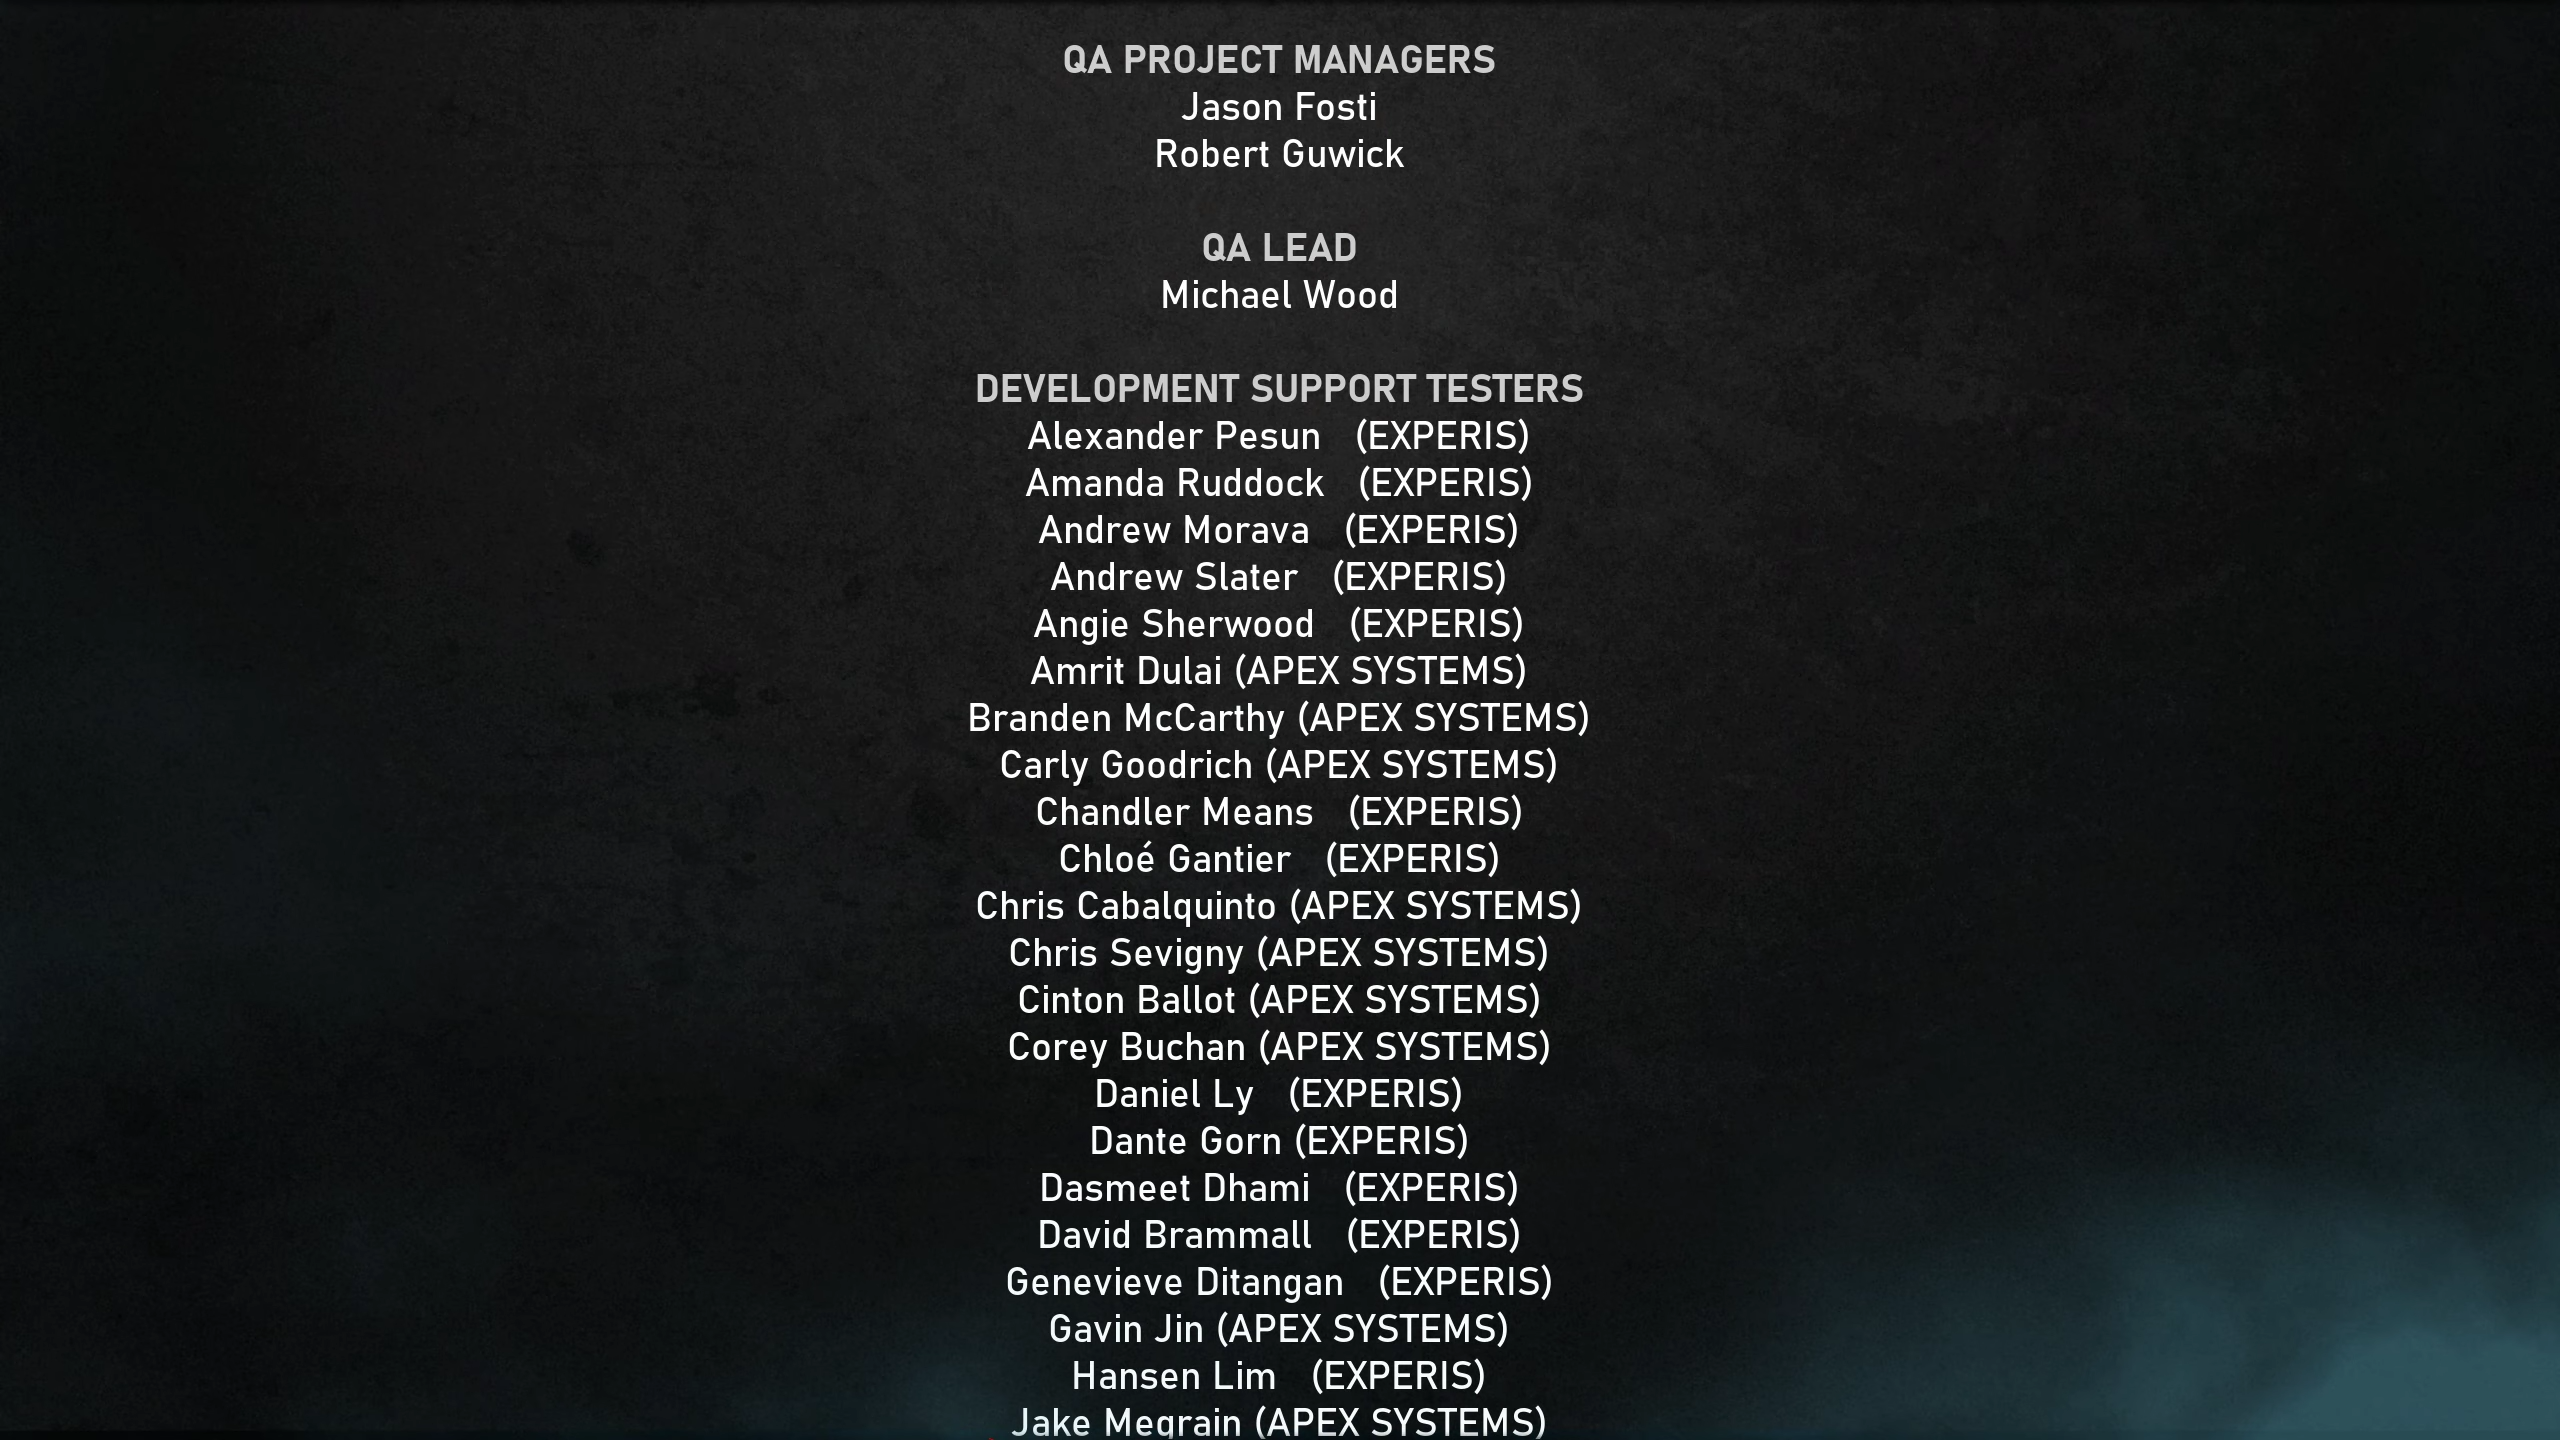 QA PROJECT MANAGERS
Jason Fosti
Robert Guwick
QA LEAD
Michael Wood
DEVELOPMENT SUPPORT TESTERS
Alexander Pesun (EXPERIS)
Amanda Ruddock (EXPERIS)
Andrew Morava (EXPERIS)
Andrew Slater (EXPERIS)
Angie Sherwood (EXPERIS)
Amrit Dulai (APEX SYSTEMS)
Branden McCarthy (APEX SYSTEMS)
Carly Goodrich (APEX SYSTEMS)
Chandler Means (EXPERIS)
Chloé Gantier (EXPERIS)
Chris Cabalquinto (APEX SYSTEMS)
Chris Sevigny (APEX SYSTEMS)
Cinton Ballot (APEX SYSTEMS)
Corey Buchan (APEX SYSTEMS)
Daniel Ly (EXPERIS)
Dante Gorn (EXPERIS)
Dasmeet Dhami (EXPERIS)
David Brammall (EXPERIS)
Genevieve Ditangan (EXPERIS)
Gavin Jin (APEX SYSTEMS)
Hansen Lim (EXPERIS)
Jake Megrain (APEX SYSTEMS)